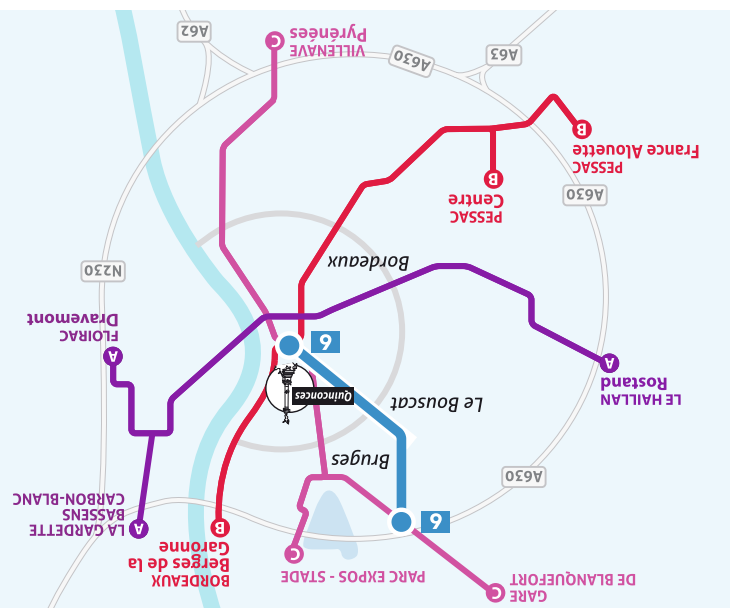 GARE
DE BLANQUEFORT
C
PARC EXPOS - STADE
C
BORDEAUX
Berges de la
Garonne
B
LA GARDETTE
BASSENS
CARBON-BLANC
A
6
A630
Bruges
Le Bouscat
LE HAILLAN
Rostand
A
Quinconces
6
FLOIRAC
Dravemont
A
N230
Bordeaux
A630
PESSAC
Centre
B
PESSAC
France Alouette
B
A630
A63
VILLENAVE
Pyrénées
C
A62